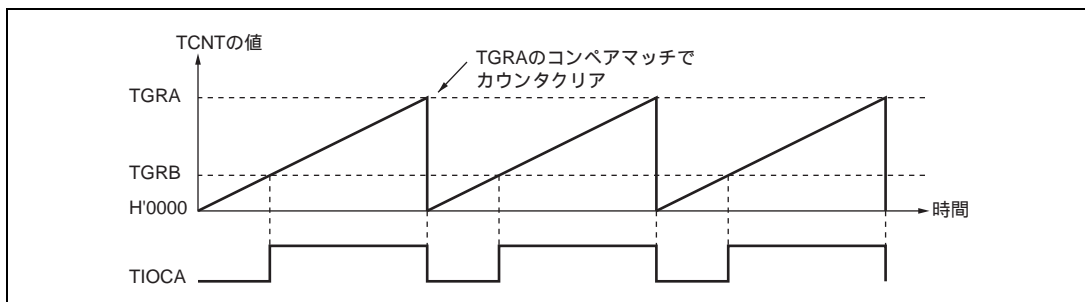 TCNTの値
TGRAのコンペアマッチで
カウンタクリア
TGRA
TGRB
H'0000
時間
TIOCA